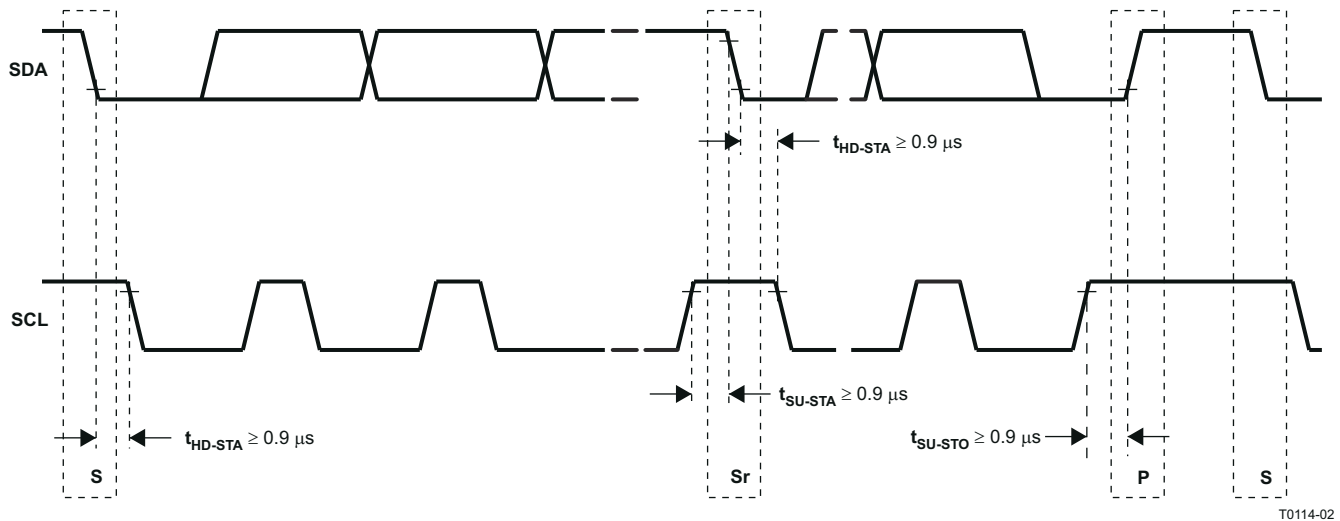 SDA
t_HD-STA ≥ 0.9 μs
SCL
t_SU-STA ≥ 0.9 μs
t_HD-STA ≥ 0.9 μs
t_SU-STO ≥ 0.9 μs
S
Sr
P
S
T0114-02